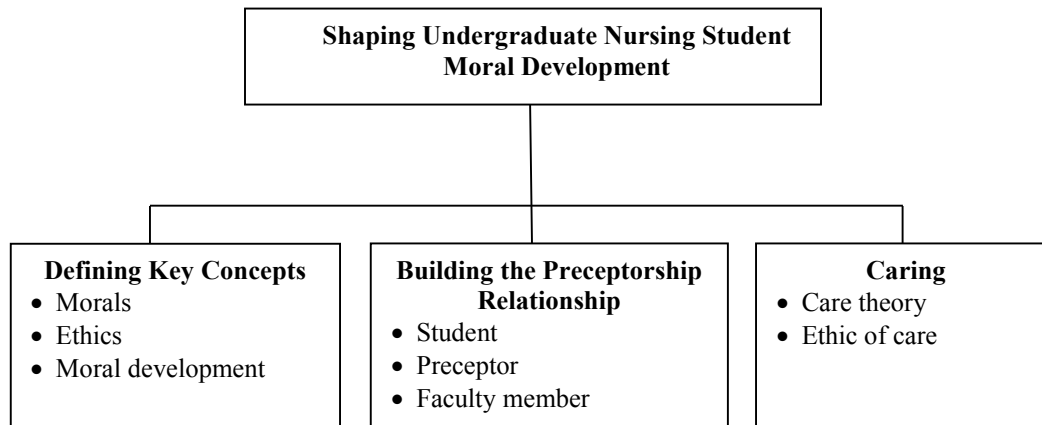 Shaping Undergraduate Nursing Student
Moral Development
Defining Key Concepts
• Morals
• Ethics
• Moral development
Building the Preceptorship
Relationship
• Student
• Preceptor
• Faculty member
Caring
• Care theory
• Ethic of care